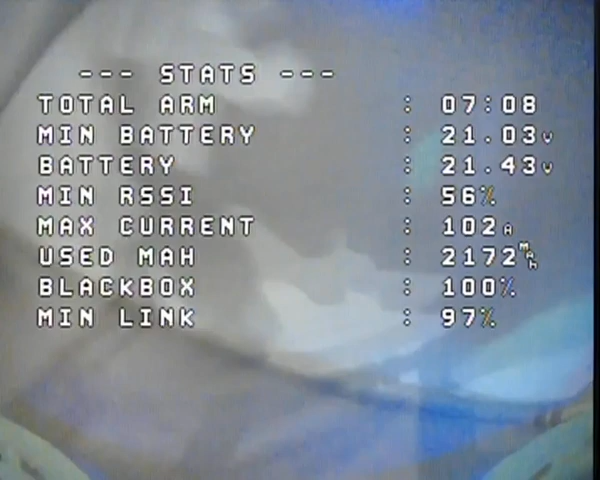 --- STATS ---
TOTAL ARM : 07:08
MIN BATTERY : 21.03V
BATTERY : 21.43V
MIN RSSI : 56%
MAX CURRENT : 102A
USED MAH : 2172mAh
BLACKBOX : 100%
MIN LINK : 97%